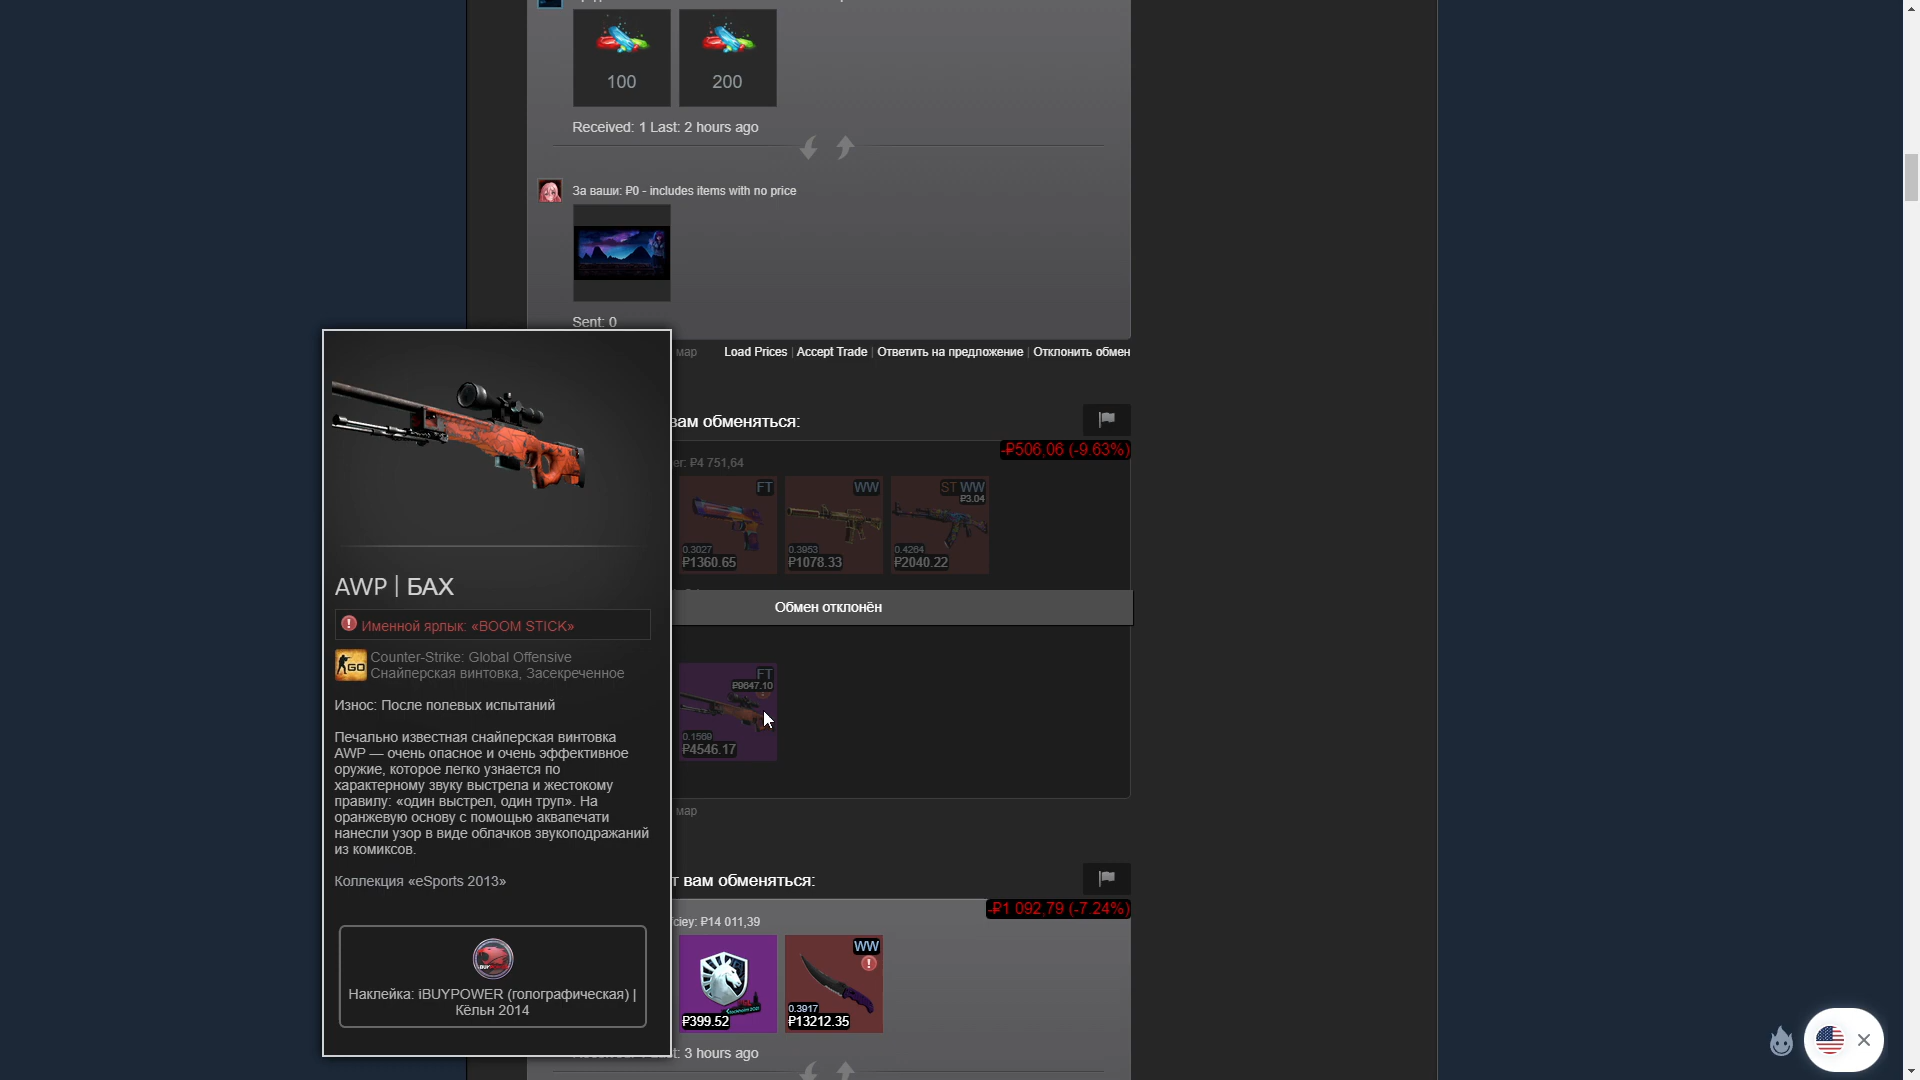 100
200
Received: 1 Last: 2 hours ago
За ваши: ₽0 - includes items with no price
Sent: 0
мар
Load Prices | Accept Trade | Ответить на предложение | Отклонить обмен
вам обменяться:
-₽506,06 (-9.63%)
er: ₽4 751,64
FT
0.3027
₽1360.65
WW
0.3953
₽1078.33
ST WW
₽3.04
0.4264
₽2040.22
Обмен отклонён
FT
₽9647.10
0.1569
₽4546.17
мар
AWP | БАХ
Именной ярлык: «BOOM STICK»
GO
Counter-Strike: Global Offensive
Снайперская винтовка, Засекреченное
Износ: После полевых испытаний
Печально известная снайперская винтовка
AWP — очень опасное и очень эффективное
оружие, которое легко узнается по
характерному звуку выстрела и жестокому
правилу: «один выстрел, один труп». На
оранжевую основу с помощью аквапечати
нанесли узор в виде облачков звукоподражаний
из комиксов.
Коллекция «eSports 2013»
Наклейка: iBUYPOWER (голографическая) |
Кёльн 2014
т вам обменяться:
-₽1 092,79 (-7.24%)
ciey: ₽14 011,39
₽399.52
WW
0.3917
₽13212.35
t: 3 hours ago